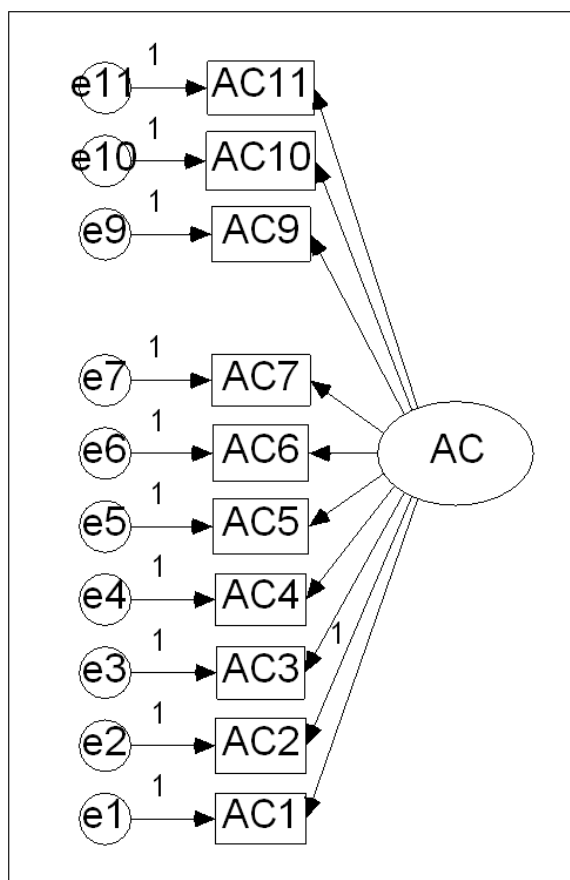 1
e11 AC11
1
e10 AC10
1
e9 AC9
1
e7 AC7
1
e6 AC6 AC
1
e5 AC5
1
e4 AC4
1 1
e3 AC3
1
e2 AC2
1
e1 AC1